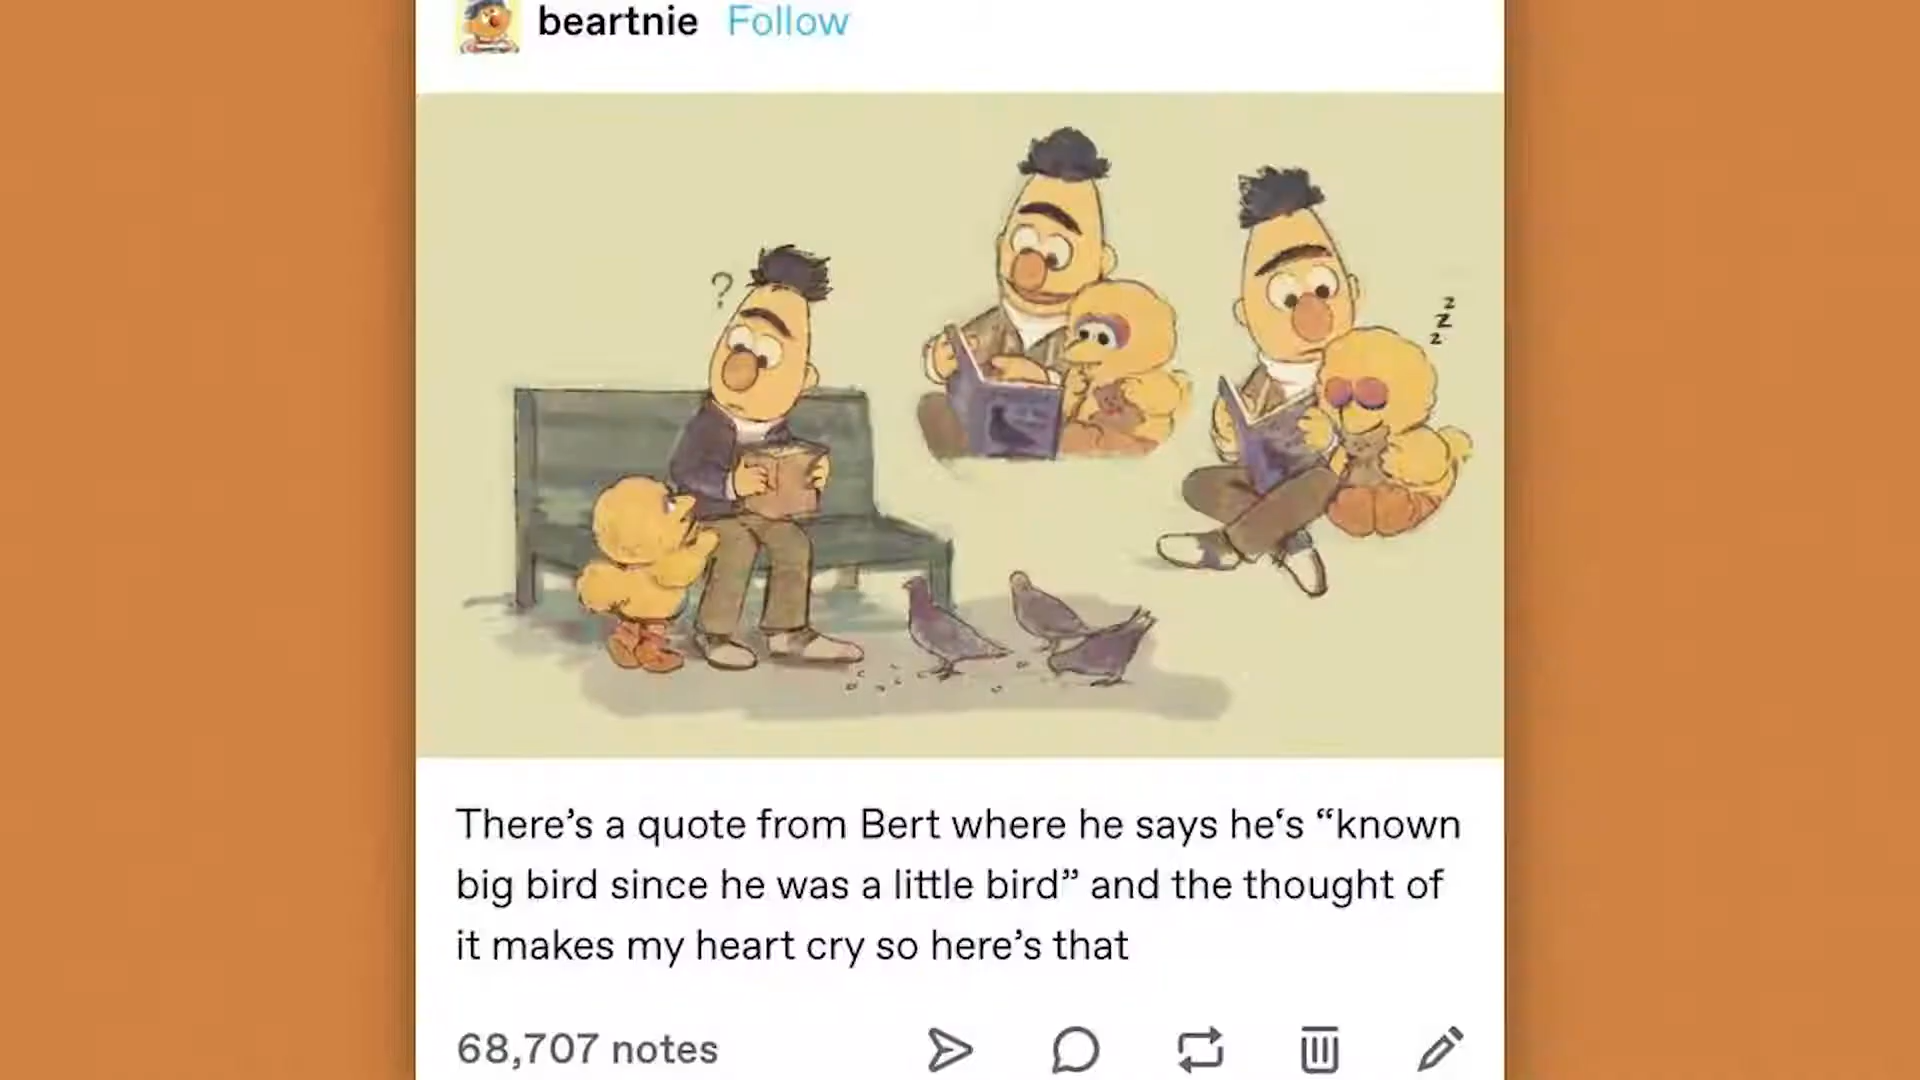 beartnie Follow
?
z
z
z
There’s a quote from Bert where he says he‘s “known
big bird since he was a little bird” and the thought of
it makes my heart cry so here’s that
68,707 notes